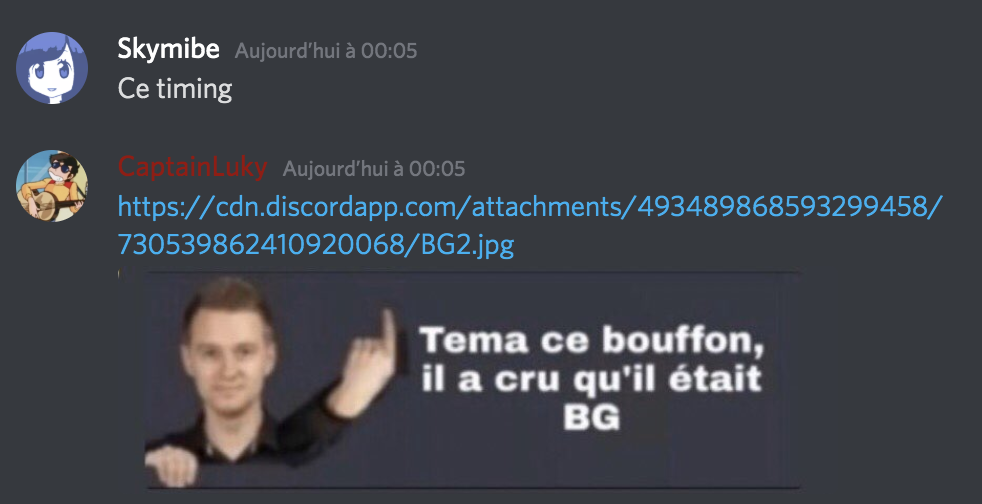 Skymibe Aujourd'hui à 00:05
Ce timing
CaptainLuky Aujourd'hui à 00:05
https://cdn.discordapp.com/attachments/493489868593299458/
730539862410920068/BG2.jpg
Tema ce bouffon,
il a cru qu'il était
BG